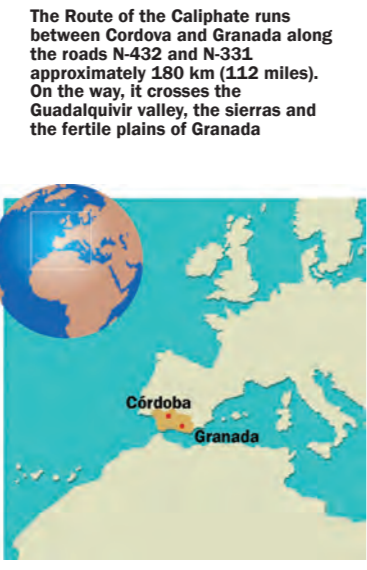 The Route of the Caliphate runs
between Cordova and Granada along
the roads N-432 and N-331
approximately 180 km (112 miles).
On the way, it crosses the
Guadalquivir valley, the sierras and
the fertile plains of Granada
Córdoba
Granada